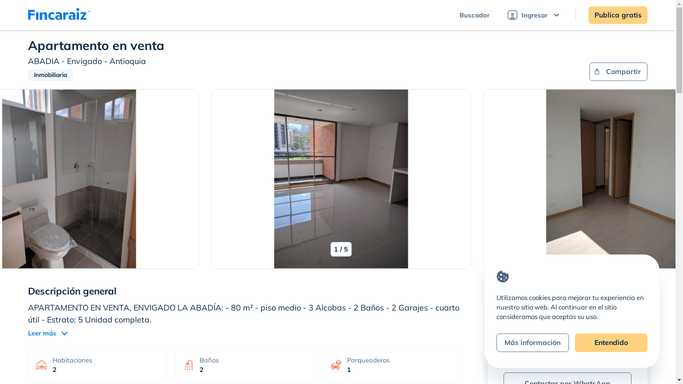 Fincaraiz
Buscador
Ingresar
Publica gratis
Apartamento en venta
ABADIA - Envigado - Antioquia
Inmobiliaria
Compartir
1 / 5
Descripción general
APARTAMENTO EN VENTA, ENVIGADO LA ABADÍA: - 80 m² - piso medio - 3 Alcobas - 2 Baños - 2 Garajes - cuarto
útil - Estrato: 5 Unidad completa.
Leer más
Habitaciones
2
Baños
2
Parqueaderos
1
Utilizamos cookies para mejorar tu experiencia en
nuestro sitio web. Al continuar en el sitio
consideramos que aceptas su uso.
Más información
Entendido
Contactar por WhatsApp